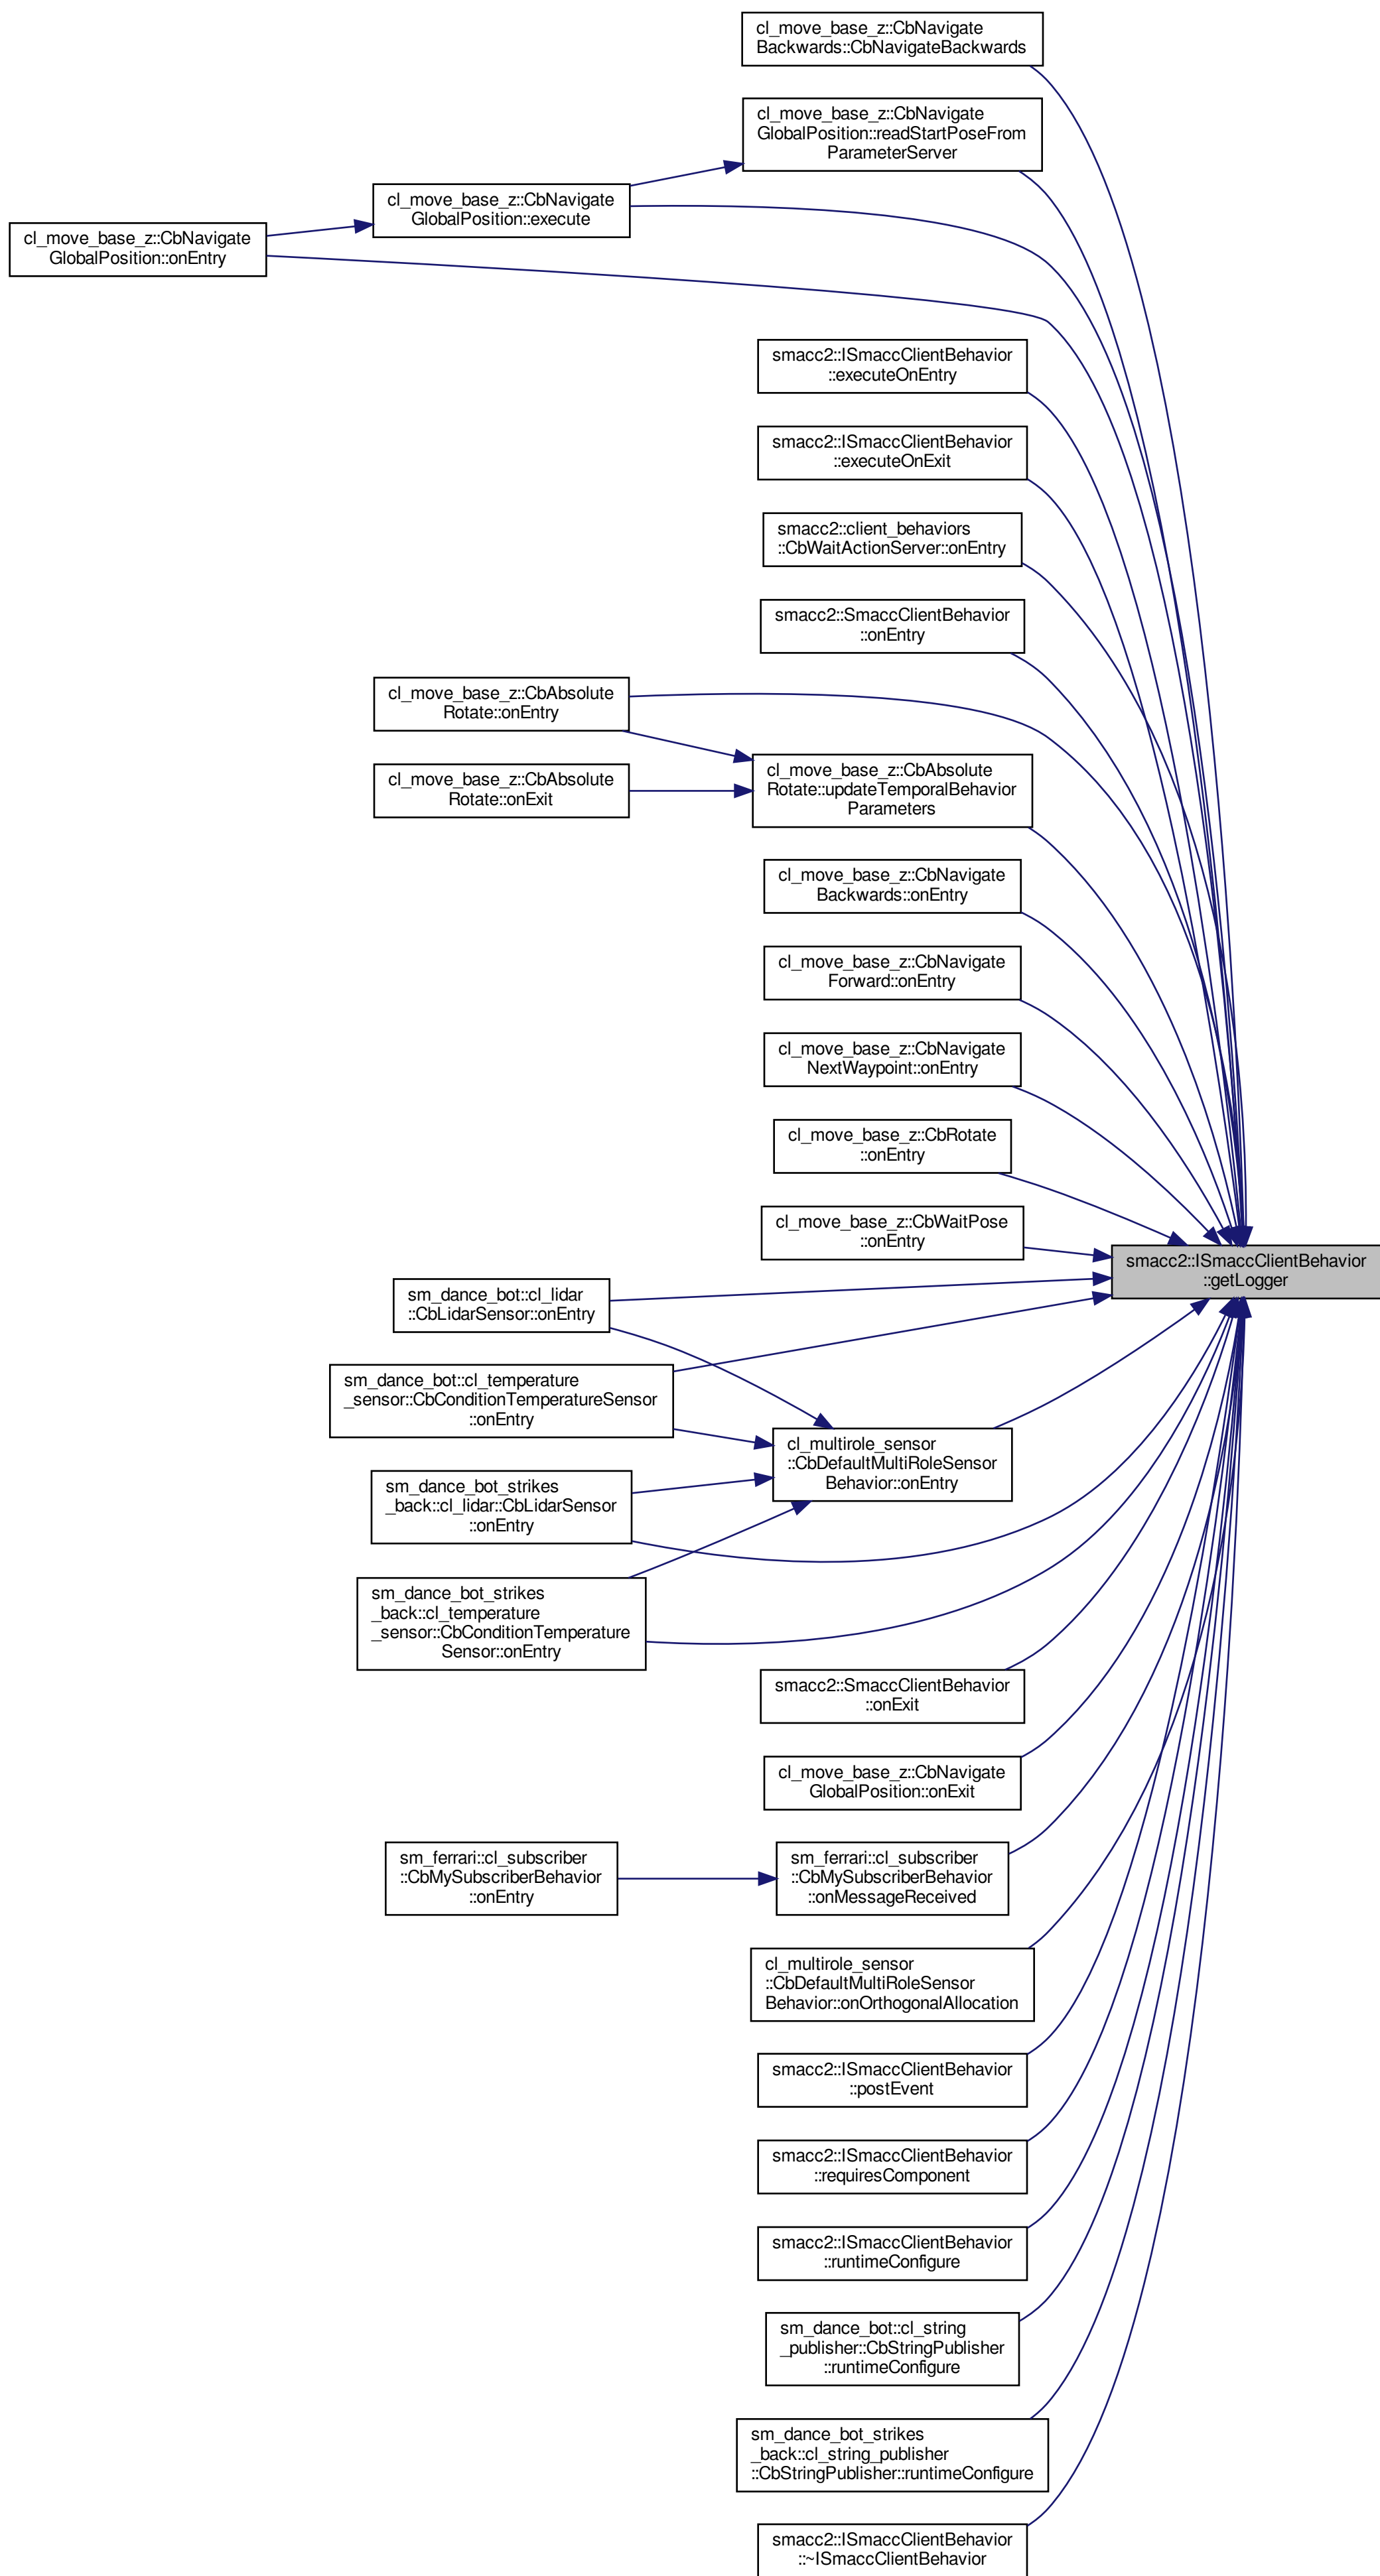 cl_move_base_z::CbNavigate
Backwards::CbNavigateBackwards
cl_move_base_z::CbNavigate
GlobalPosition::readStartPoseFrom
ParameterServer
cl_move_base_z::CbNavigate
GlobalPosition::execute
cl_move_base_z::CbNavigate
GlobalPosition::onEntry
smacc2::ISmaccClientBehavior
::executeOnEntry
smacc2::ISmaccClientBehavior
::executeOnExit
smacc2::client_behaviors
::CbWaitActionServer::onEntry
smacc2::SmaccClientBehavior
::onEntry
cl_move_base_z::CbAbsolute
Rotate::onEntry
cl_move_base_z::CbAbsolute
Rotate::updateTemporalBehavior
Parameters
cl_move_base_z::CbAbsolute
Rotate::onExit
cl_move_base_z::CbNavigate
Backwards::onEntry
cl_move_base_z::CbNavigate
Forward::onEntry
cl_move_base_z::CbNavigate
NextWaypoint::onEntry
cl_move_base_z::CbRotate
::onEntry
cl_move_base_z::CbWaitPose
::onEntry
smacc2::ISmaccClientBehavior
::getLogger
sm_dance_bot::cl_lidar
::CbLidarSensor::onEntry
sm_dance_bot::cl_temperature
_sensor::CbConditionTemperatureSensor
::onEntry
cl_multirole_sensor
::CbDefaultMultiRoleSensor
Behavior::onEntry
sm_dance_bot_strikes
_back::cl_lidar::CbLidarSensor
::onEntry
sm_dance_bot_strikes
_back::cl_temperature
_sensor::CbConditionTemperature
Sensor::onEntry
smacc2::SmaccClientBehavior
::onExit
cl_move_base_z::CbNavigate
GlobalPosition::onExit
sm_ferrari::cl_subscriber
::CbMySubscriberBehavior
::onEntry
sm_ferrari::cl_subscriber
::CbMySubscriberBehavior
::onMessageReceived
cl_multirole_sensor
::CbDefaultMultiRoleSensor
Behavior::onOrthogonalAllocation
smacc2::ISmaccClientBehavior
::postEvent
smacc2::ISmaccClientBehavior
::requiresComponent
smacc2::ISmaccClientBehavior
::runtimeConfigure
sm_dance_bot::cl_string
_publisher::CbStringPublisher
::runtimeConfigure
sm_dance_bot_strikes
_back::cl_string_publisher
::CbStringPublisher::runtimeConfigure
smacc2::ISmaccClientBehavior
::~ISmaccClientBehavior